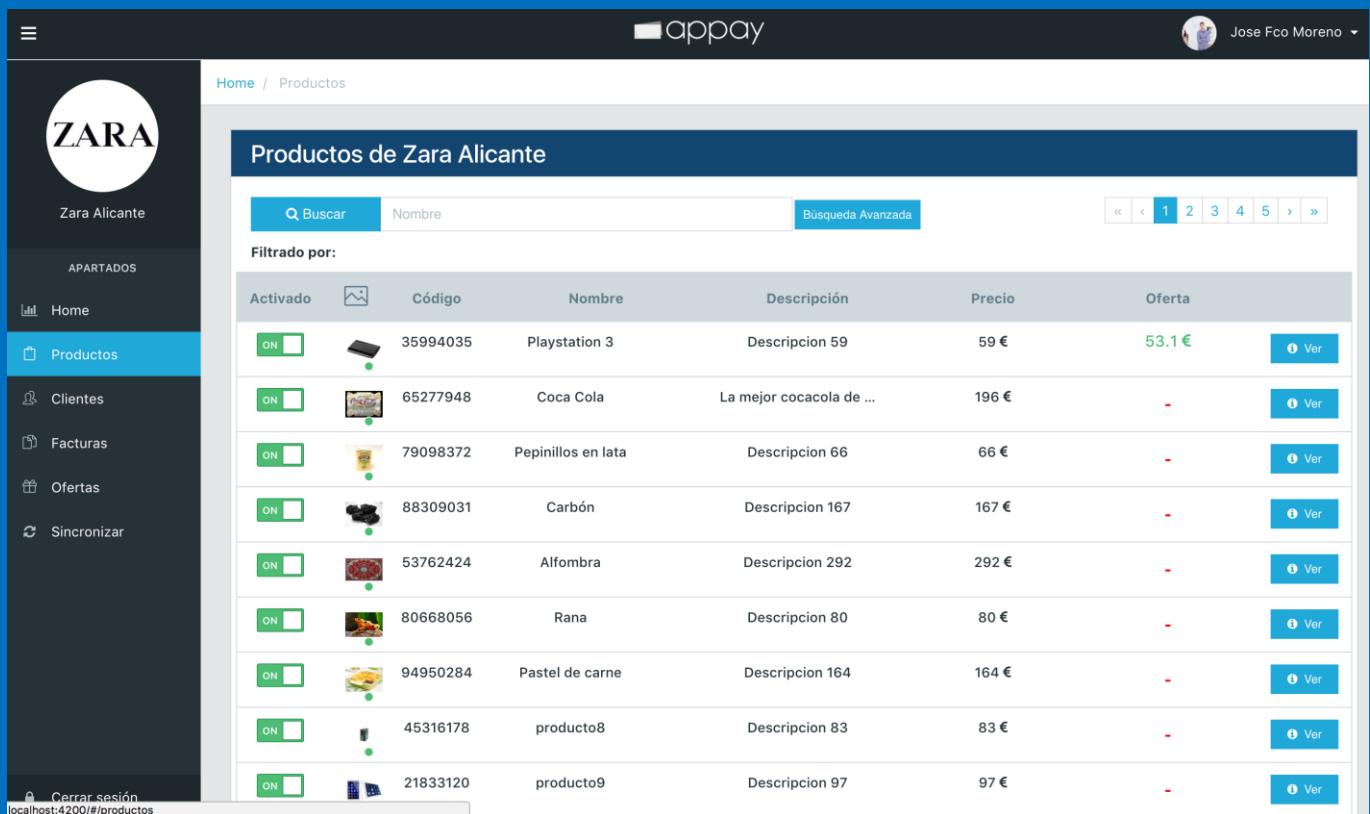 appay
Jose Fco Moreno
ZARA
Zara Alicante
APARTADOS
Home
Productos
Clientes
Facturas
Ofertas
Sincronizar
Cerrar sesión
localhost:4200/#/productos
Home / Productos
Productos de Zara Alicante
Buscar Nombre Búsqueda Avanzada « ‹ 1 2 3 4 5 › »
Filtrado por:
Activado Código Nombre Descripción Precio Oferta
ON 35994035 Playstation 3 Descripcion 59 59 € 53.1 € Ver
ON 65277948 Coca Cola La mejor cocacola de ... 196 € - Ver
ON 79098372 Pepinillos en lata Descripcion 66 66 € - Ver
ON 88309031 Carbón Descripcion 167 167 € - Ver
ON 53762424 Alfombra Descripcion 292 292 € - Ver
ON 80668056 Rana Descripcion 80 80 € - Ver
ON 94950284 Pastel de carne Descripcion 164 164 € - Ver
ON 45316178 producto8 Descripcion 83 83 € - Ver
ON 21833120 producto9 Descripcion 97 97 € - Ver